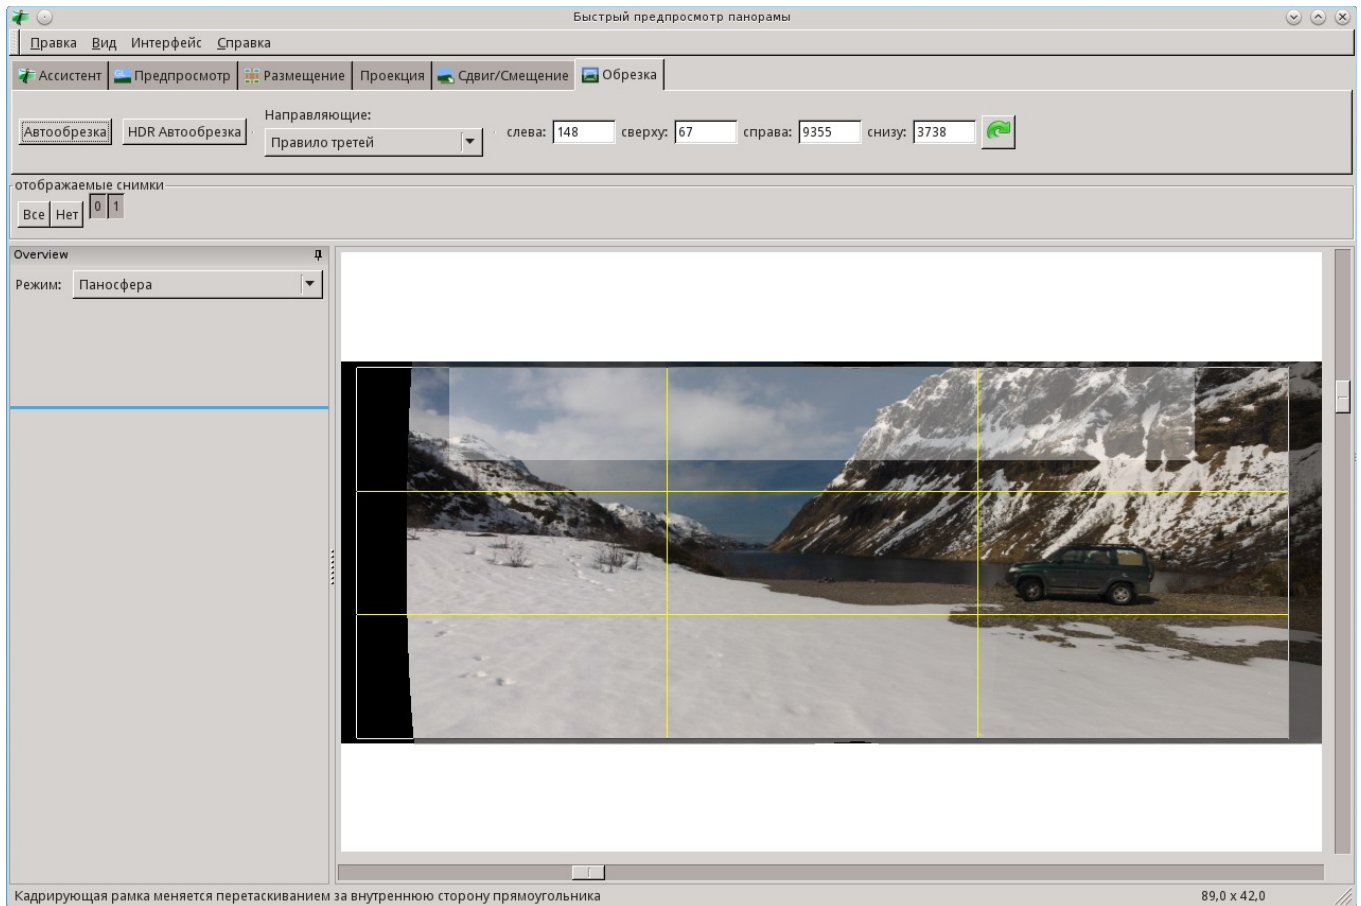 Быстрый предпросмотр панорамы
Правка Вид Интерфейс Справка
Ассистент GL Предпросмотр Размещение Проекция Сдвиг/Смещение Обрезка
Автообрезка HDR Автообрезка Направляющие: Правило третей слева: 148 сверху: 67 справа: 9355 снизу: 3738
отображаемые снимки
Все Нет 0 1
Overview
Режим: Паносфера
Кадрирующая рамка меняется перетаскиванием за внутреннюю сторону прямоугольника 89,0 x 42,0